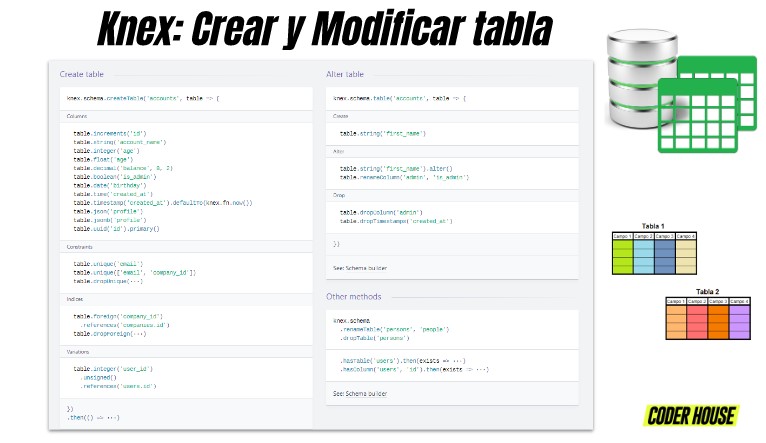 Knex: Crear y Modificar tabla
Create table
knex.schema.createTable('accounts', table => {
Columns
table.increments('id')
table.string('account_name')
table.integer('age')
table.float('age')
table.decimal('balance', 8, 2)
table.boolean('is_admin')
table.date('birthday')
table.time('created_at')
table.timestamp('created_at').defaultTo(knex.fn.now())
table.json('profile')
table.jsonb('profile')
table.uuid('id').primary()
Constraints
table.unique('email')
table.unique(['email', 'company_id'])
table.dropUnique(···)
Indices
table.foreign('company_id')
.references('companies.id')
table.dropForeign(···)
Variations
table.integer('user_id')
.unsigned()
.references('users.id')
})
.then(() => ···)
Alter table
knex.schema.table('accounts', table => {
Create
table.string('first_name')
Alter
table.string('first_name').alter()
table.renameColumn('admin', 'is_admin')
Drop
table.dropColumn('admin')
table.dropTimestamps('created_at')
})
See: Schema builder
Other methods
knex.schema
.renameTable('persons', 'people')
.dropTable('persons')
.hasTable('users').then(exists => ···)
.hasColumn('users', 'id').then(exists => ···)
See: Schema builder
Tabla 1
Campo 1 Campo 2 Campo 3 Campo 4
Tabla 2
Campo 1 Campo 2 Campo 3 Campo 4
CODER HOUSE